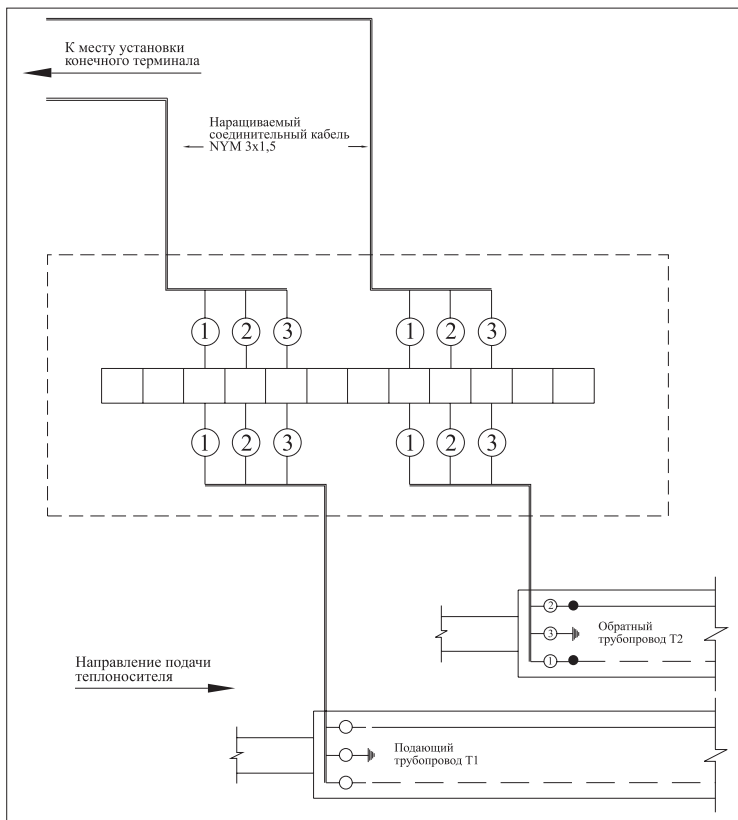 К месту установки
конечного терминала
Наращиваемый
соединительный кабель
NYM 3x1,5
1 2 3 1 2 3
1 2 3 1 2 3
2
3
1
Обратный
трубопровод Т2
Направление подачи
теплоносителя
Подающий
трубопровод Т1